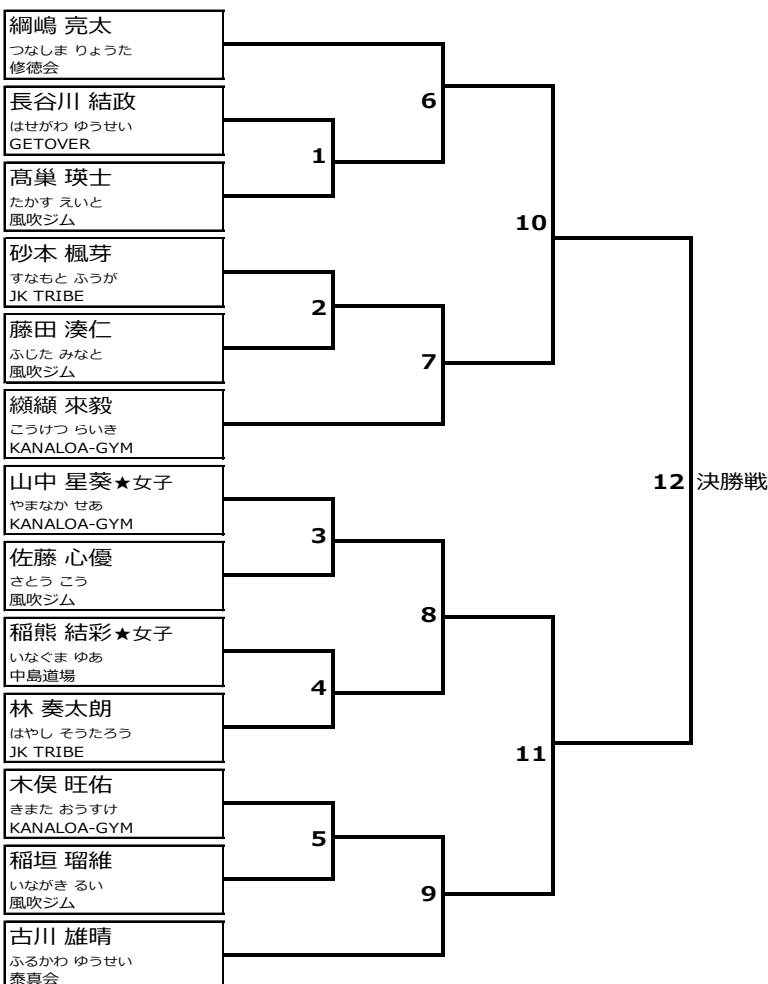 綱嶋 亮太
つなしま りょうた
修徳会
長谷川 結政
はせがわ ゆうせい
GETOVER
髙巢 瑛士
たかす えいと
風吹ジム
砂本 楓芽
すなもと ふうが
JK TRIBE
藤田 湊仁
ふじた みなと
風吹ジム
纐纈 來毅
こうけつ らいき
KANALOA-GYM
山中 星葵★女子
やまなか せあ
KANALOA-GYM
佐藤 心優
さとう こう
風吹ジム
稲熊 結彩★女子
いなぐま ゆあ
中島道場
林 奏太朗
はやし そうたろう
JK TRIBE
木俣 旺佑
きまた おうすけ
KANALOA-GYM
稲垣 瑠維
いながき るい
風吹ジム
古川 雄晴
ふるかわ ゆうせい
泰真会
1
2
3
4
5
6
7
8
9
10
11
12 決勝戦